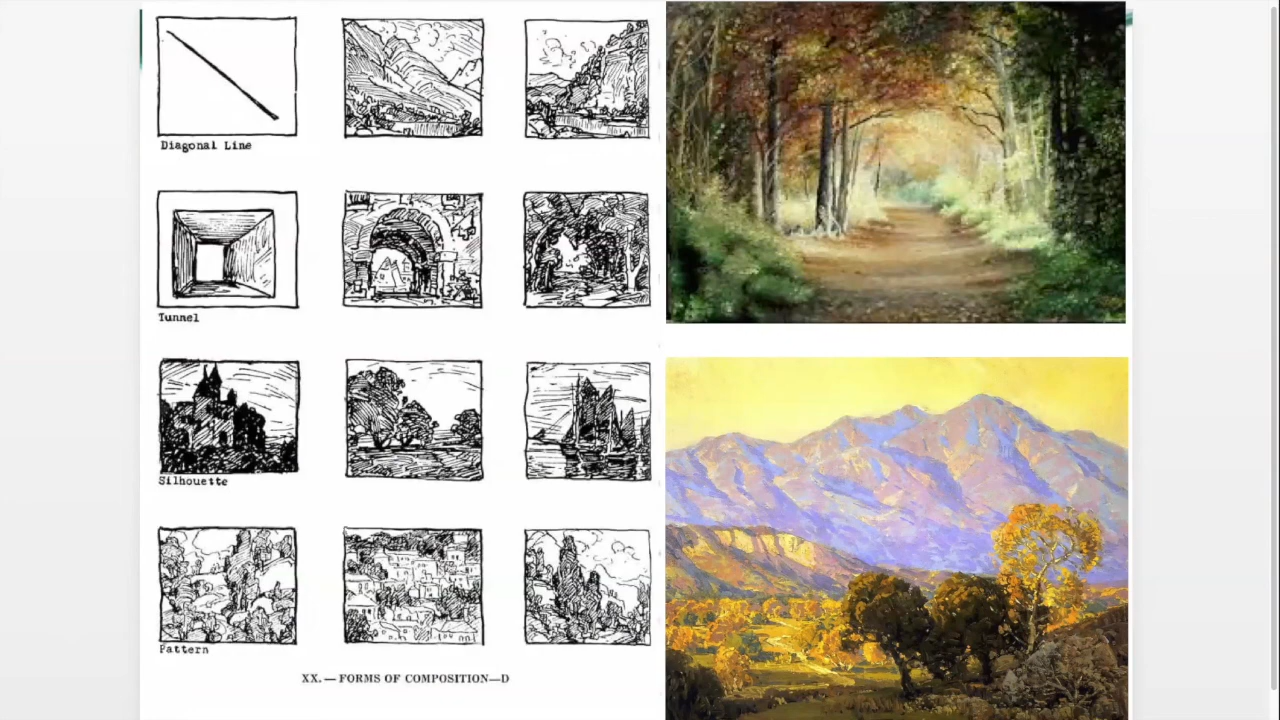 Diagonal Line
Tunnel
Silhouette
Pattern
XX. — FORMS OF COMPOSITION—D